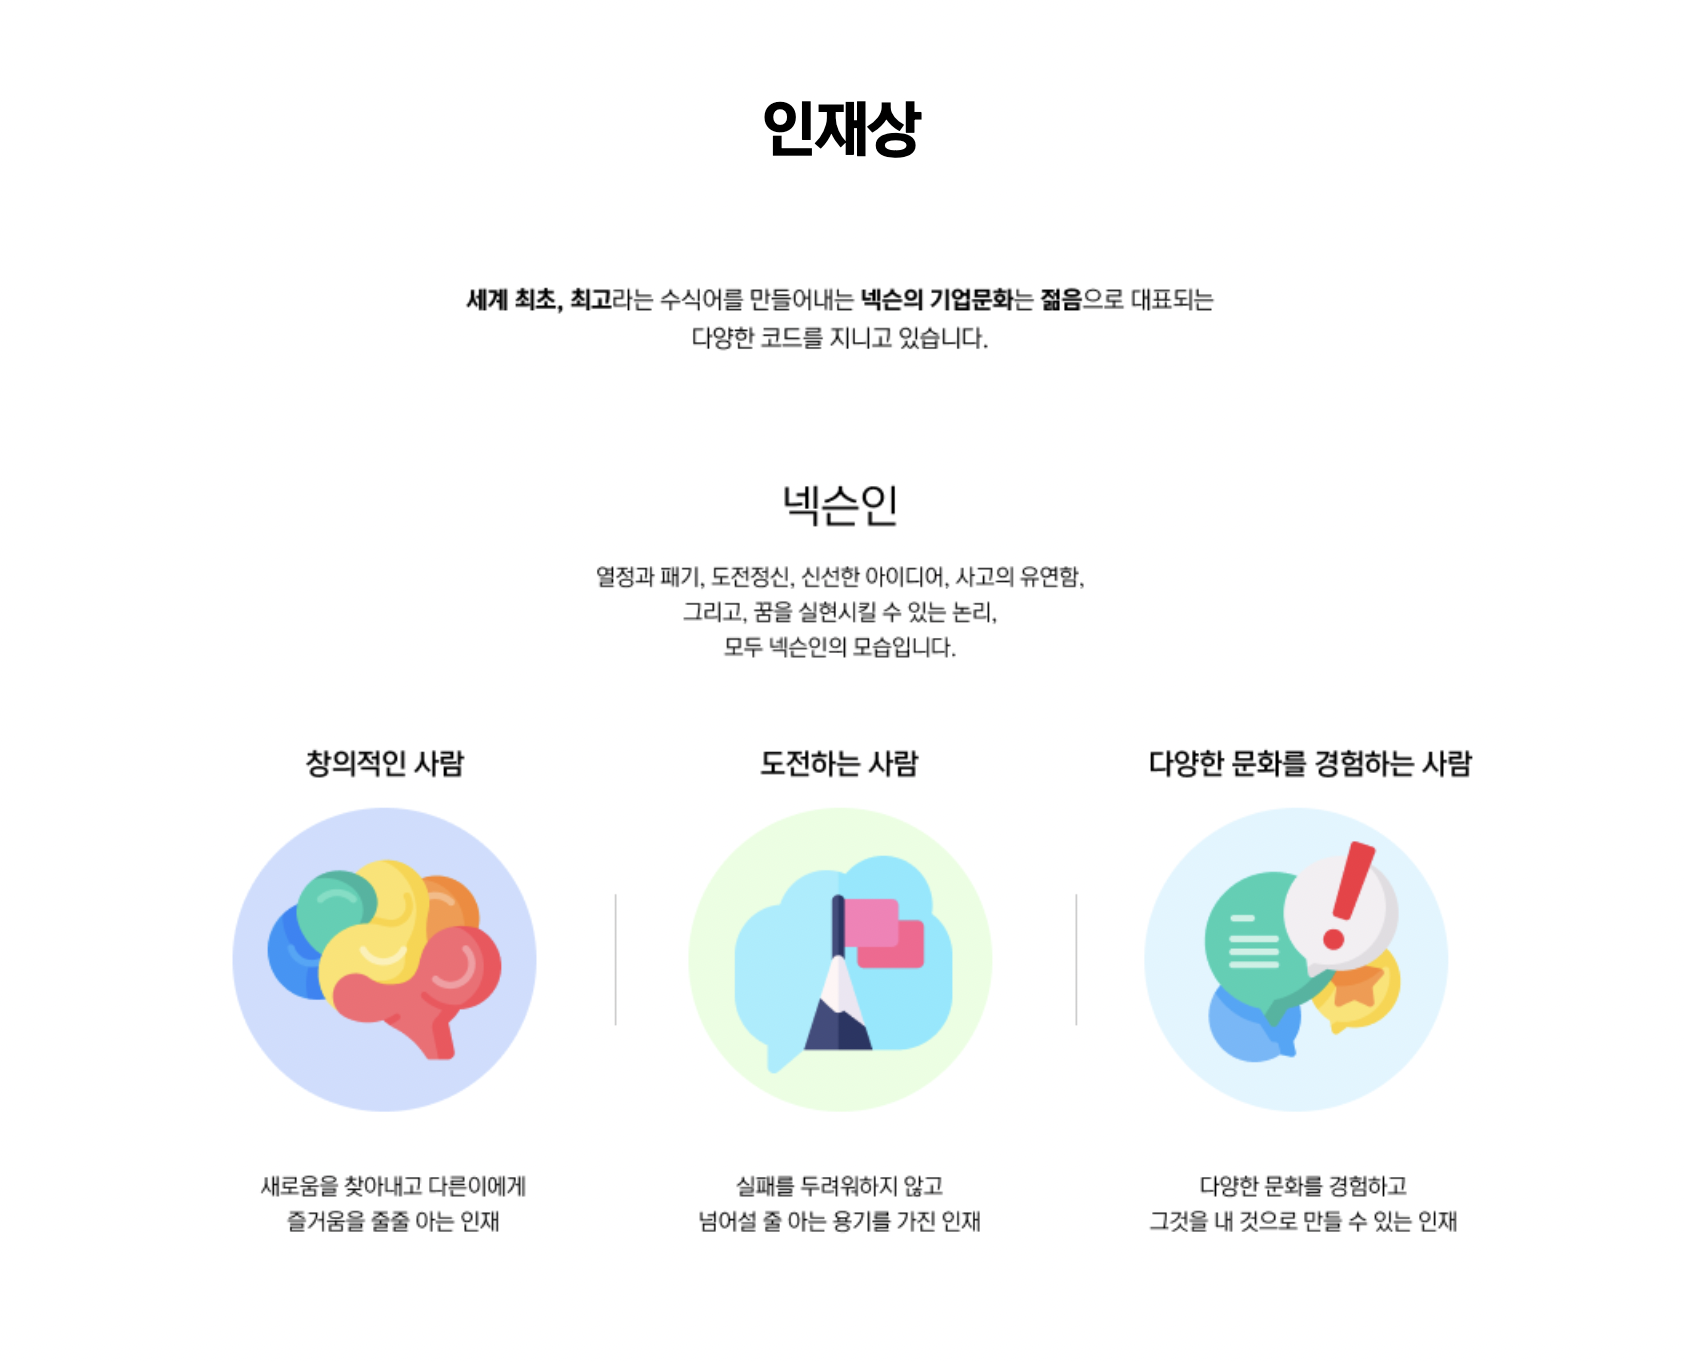 인재상
세계 최초, 최고라는 수식어를 만들어내는 넥슨의 기업문화는 젊음으로 대표되는
다양한 코드를 지니고 있습니다.
넥슨인
열정과 패기, 도전정신, 신선한 아이디어, 사고의 유연함,
그리고, 꿈을 실현시킬 수 있는 논리,
모두 넥슨인의 모습입니다.
창의적인 사람
새로움을 찾아내고 다른이에게
즐거움을 줄줄 아는 인재
도전하는 사람
실패를 두려워하지 않고
넘어설 줄 아는 용기를 가진 인재
다양한 문화를 경험하는 사람
다양한 문화를 경험하고
그것을 내 것으로 만들 수 있는 인재